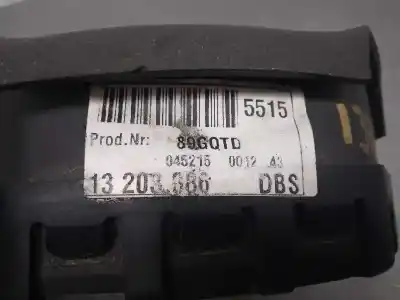 5515
Prod.Nr: 89GQTD
045215 0012 43
13 203 886 DBS